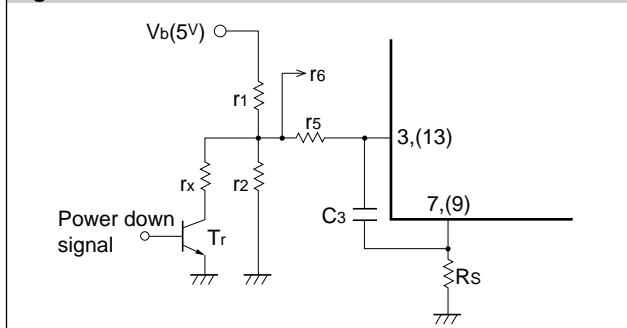 Vb(5V)
r6
r1
r5
3,(13)
rx
r2
7,(9)
C3
Power down
signal
Tr
RS